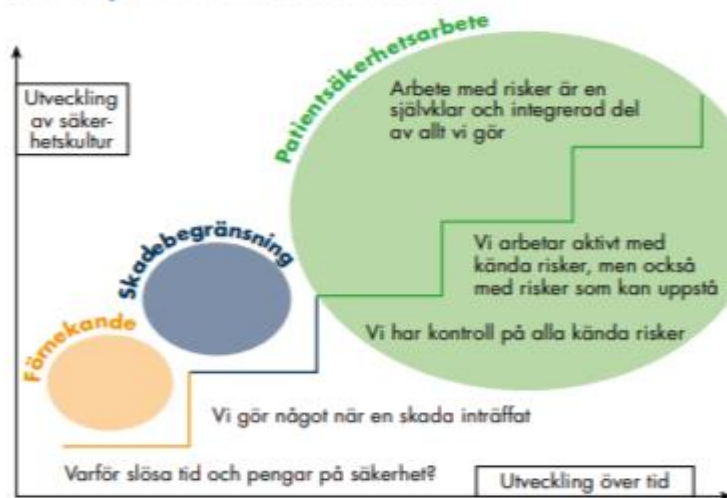 Utveckling
av säker-
hetskultur
Patientsäkerhetsarbete
Arbete med risker är en
självklar och integrerad del
av allt vi gör
Skadebegränsning
Vi arbetar aktivt med
kända risker, men också
med risker som kan uppstå
Förnekande
Vi har kontroll på alla kända risker
Vi gör något när en skada inträffat
Varför slösa tid och pengar på säkerhet?
Utveckling över tid